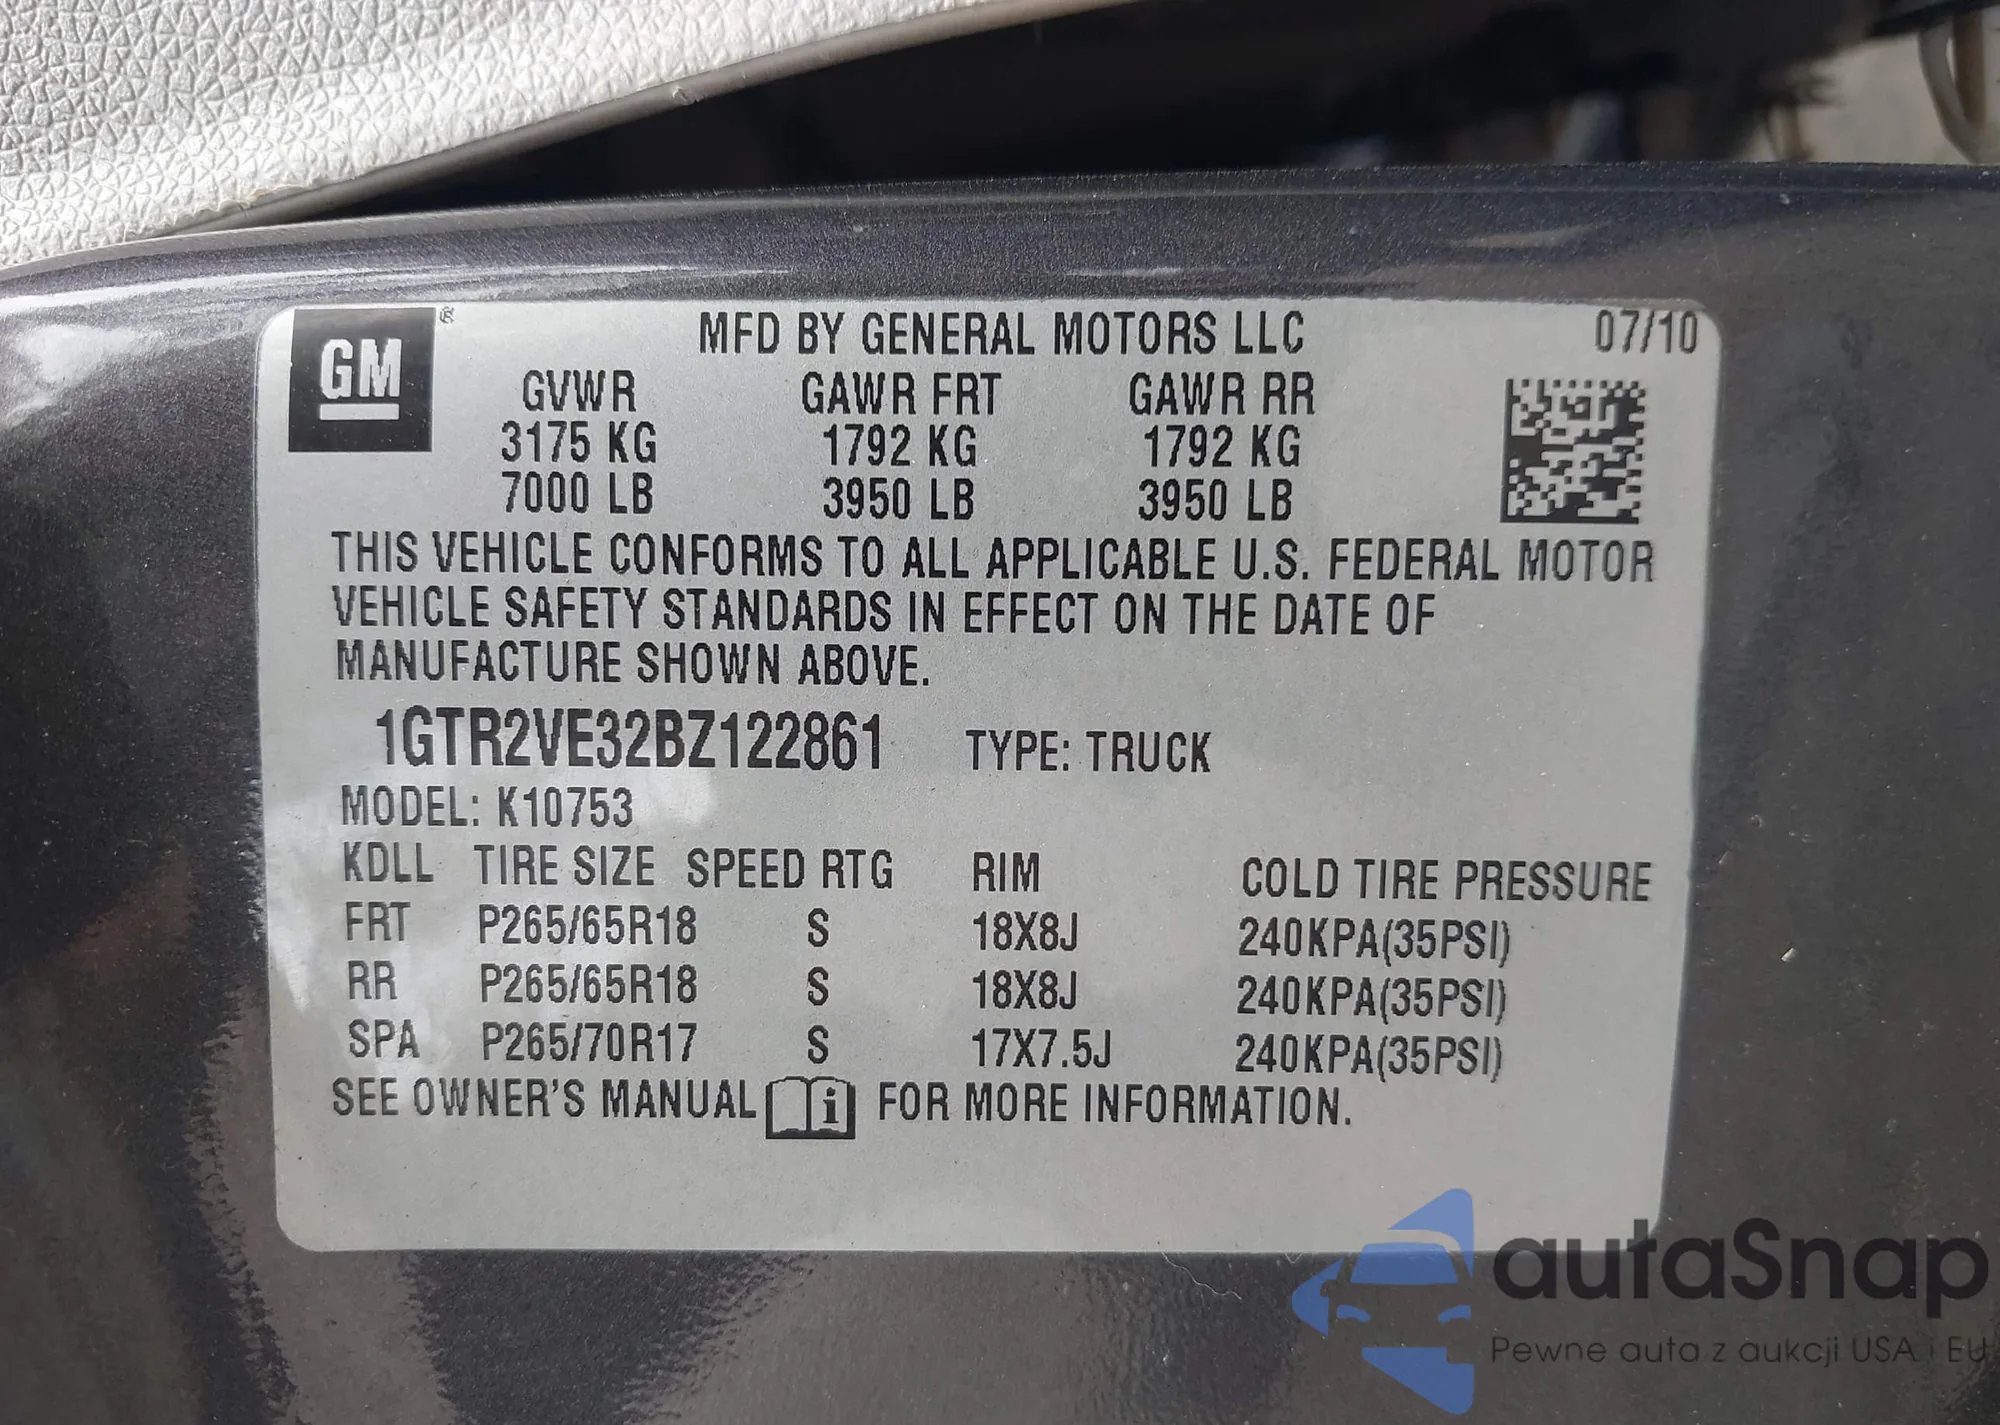 GM
MFD BY GENERAL MOTORS LLC 07/10
GVWR GAWR FRT GAWR RR
3175 KG 1792 KG 1792 KG
7000 LB 3950 LB 3950 LB
THIS VEHICLE CONFORMS TO ALL APPLICABLE U.S. FEDERAL MOTOR
VEHICLE SAFETY STANDARDS IN EFFECT ON THE DATE OF
MANUFACTURE SHOWN ABOVE.
1GTR2VE32BZ122861 TYPE: TRUCK
MODEL: K10753
KDLL TIRE SIZE SPEED RTG RIM COLD TIRE PRESSURE
FRT P265/65R18 S 18X8J 240KPA(35PSI)
RR P265/65R18 S 18X8J 240KPA(35PSI)
SPA P265/70R17 S 17X7.5J 240KPA(35PSI)
SEE OWNER'S MANUAL i FOR MORE INFORMATION.
autaSnap
Pewne auta z aukcji USA i EU